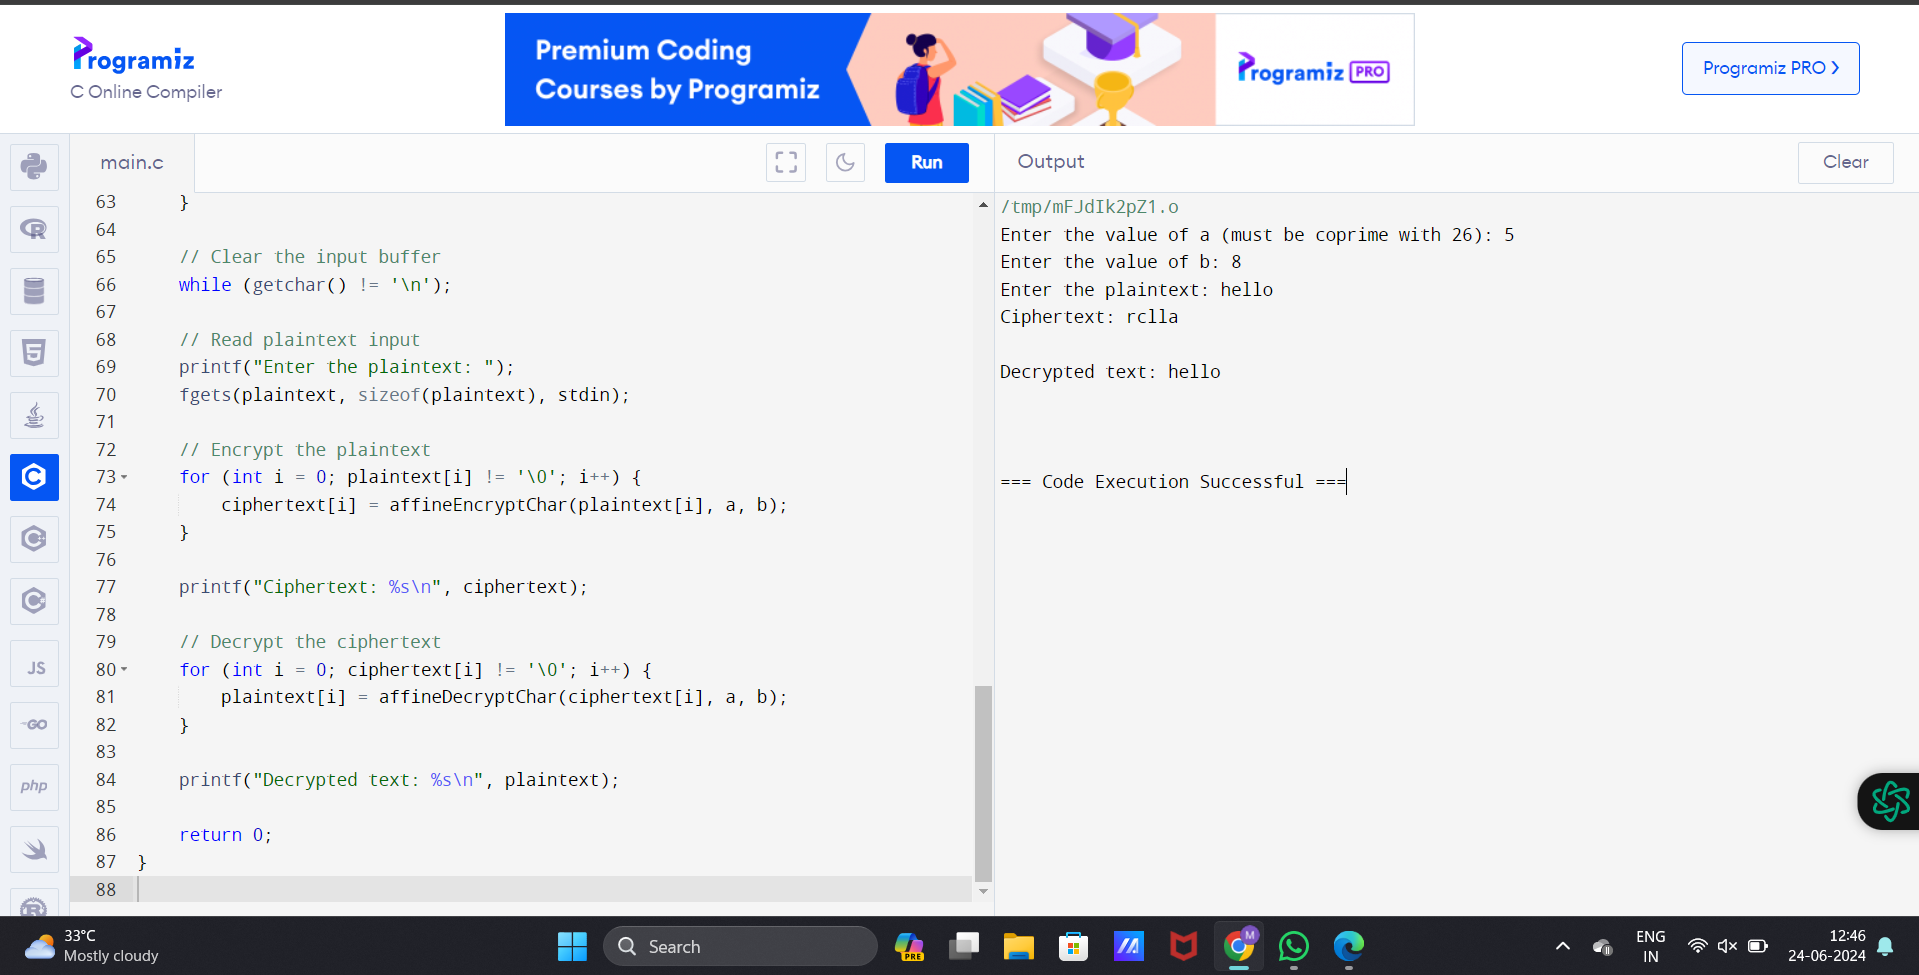 Programiz
C Online Compiler
Premium Coding
Courses by Programiz
Programiz PRO
Programiz PRO ❯
main.c
Run
Output
Clear
63 }
64
65 // Clear the input buffer
66 while (getchar() != '\n');
67
68 // Read plaintext input
69 printf("Enter the plaintext: ");
70 fgets(plaintext, sizeof(plaintext), stdin);
71
72 // Encrypt the plaintext
73 for (int i = 0; plaintext[i] != '\0'; i++) {
74 ciphertext[i] = affineEncryptChar(plaintext[i], a, b);
75 }
76
77 printf("Ciphertext: %s\n", ciphertext);
78
79 // Decrypt the ciphertext
80 for (int i = 0; ciphertext[i] != '\0'; i++) {
81 plaintext[i] = affineDecryptChar(ciphertext[i], a, b);
82 }
83
84 printf("Decrypted text: %s\n", plaintext);
85
86 return 0;
87 }
88
/tmp/mFJdIk2pZ1.o
Enter the value of a (must be coprime with 26): 5
Enter the value of b: 8
Enter the plaintext: hello
Ciphertext: rclla
Decrypted text: hello
=== Code Execution Successful ===
R
5
C
C
C
JS
GO
php
R
33°C
Mostly cloudy
Search
PRE
M
ENG
IN
12:46
24-06-2024